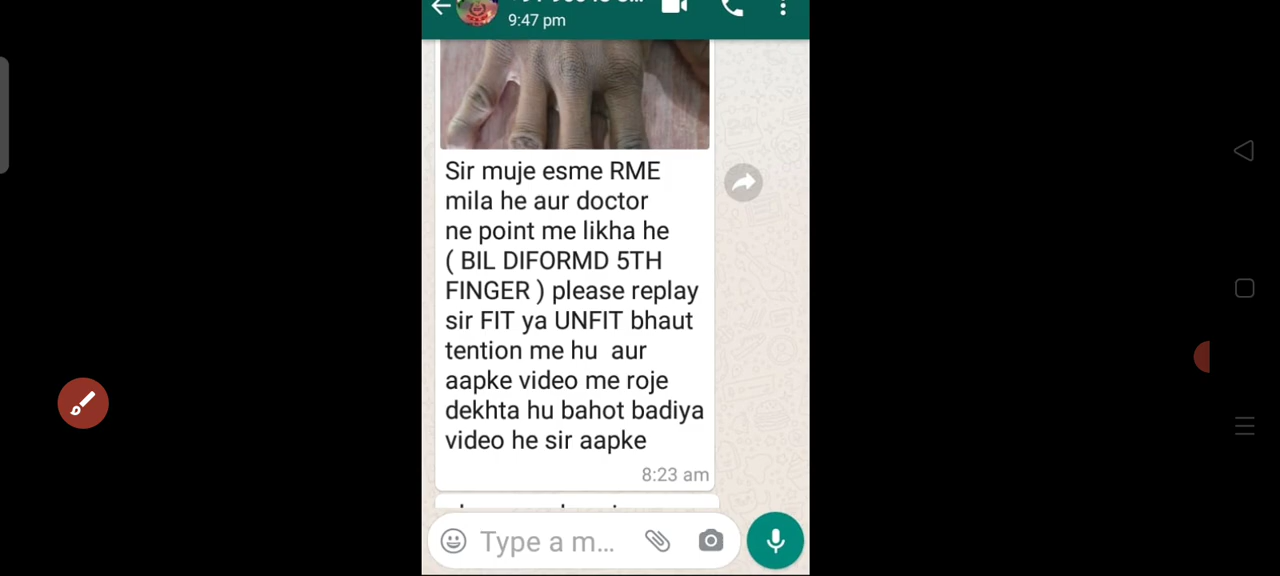 9:47 pm
Sir muje esme RME
mila he aur doctor
ne point me likha he
( BIL DIFORMD 5TH
FINGER ) please replay
sir FIT ya UNFIT bhaut
tention me hu aur
aapke video me roje
dekhta hu bahot badiya
video he sir aapke
8:23 am
Type a m...